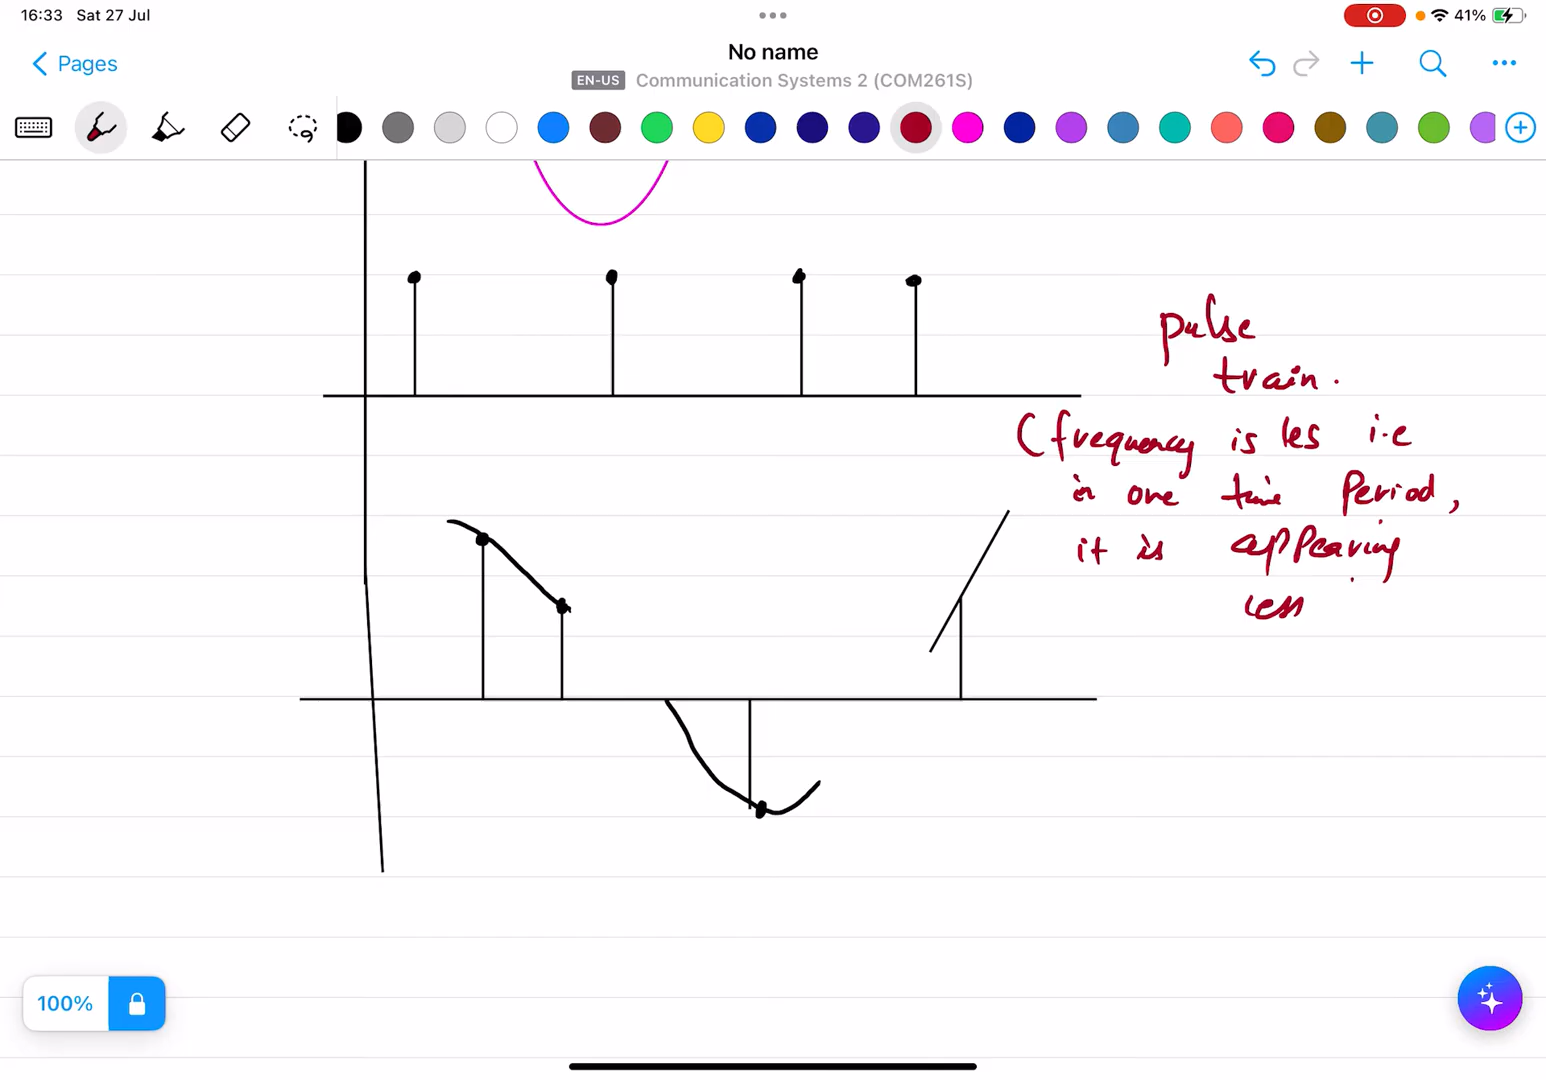 16:33 Sat 27 Jul
41%
No name
Pages
EN-US Communication Systems 2 (COM261S)
pulse
train.
(frequency is les i.e
in one time Period,
it is appearing
less
100%